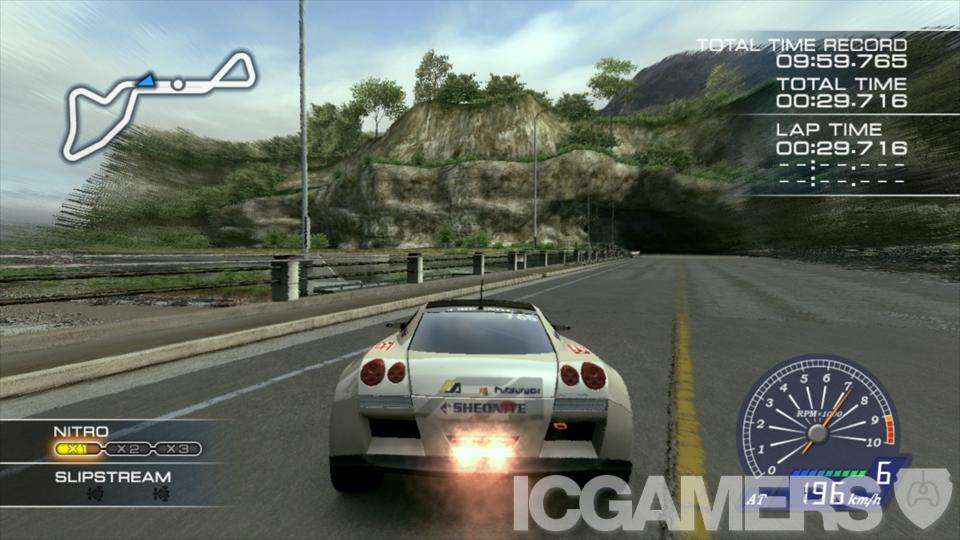 TOTAL TIME RECORD
09:59.765
TOTAL TIME
00:29.716
LAP TIME
00:29.716
--:--.---
--:--.---
SHEONITE
NITRO
X1 X2 X3
SLIPSTREAM
0 1 2 3 4 5 6 7 8 9 10
RPM×1000
6
AT 196 km/h
ICGAMERS